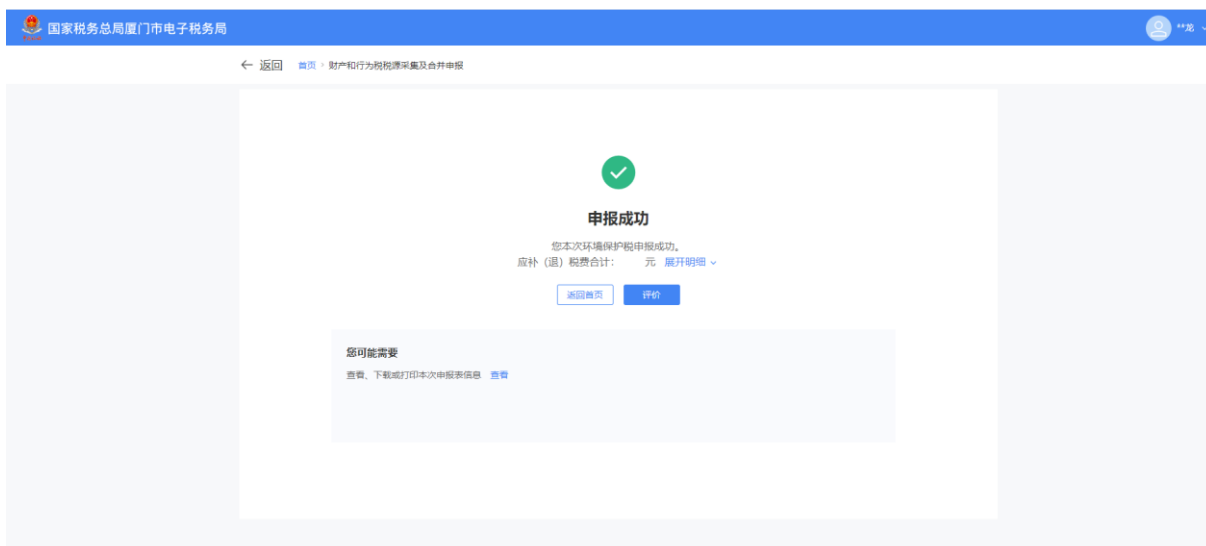 国家税务总局厦门市电子税务局
**龙
← 返回 首页 › 财产和行为税税源采集及合并申报
申报成功
您本次环境保护税申报成功。
应补（退）税费合计： 元 展开明细
返回首页 评价
您可能需要
查看、下载或打印本次申报表信息 查看